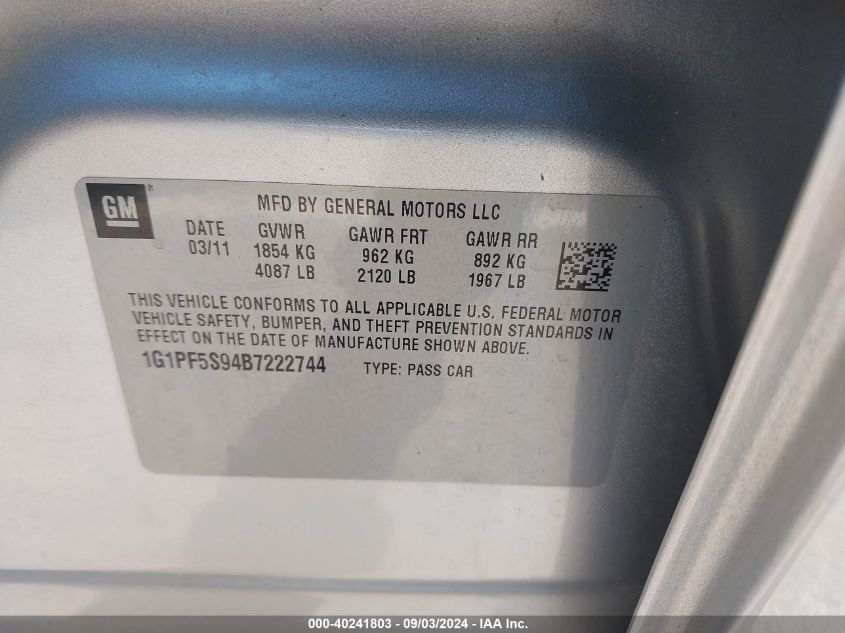 GM ®
MFD BY GENERAL MOTORS LLC
DATE GVWR GAWR FRT GAWR RR
03/11 1854 KG 962 KG 892 KG
4087 LB 2120 LB 1967 LB
THIS VEHICLE CONFORMS TO ALL APPLICABLE U.S. FEDERAL MOTOR
VEHICLE SAFETY, BUMPER, AND THEFT PREVENTION STANDARDS IN
EFFECT ON THE DATE OF MANUFACTURE SHOWN ABOVE.
1G1PF5S94B7222744 TYPE: PASS CAR
000-40241803 - 09/03/2024 - IAA Inc.